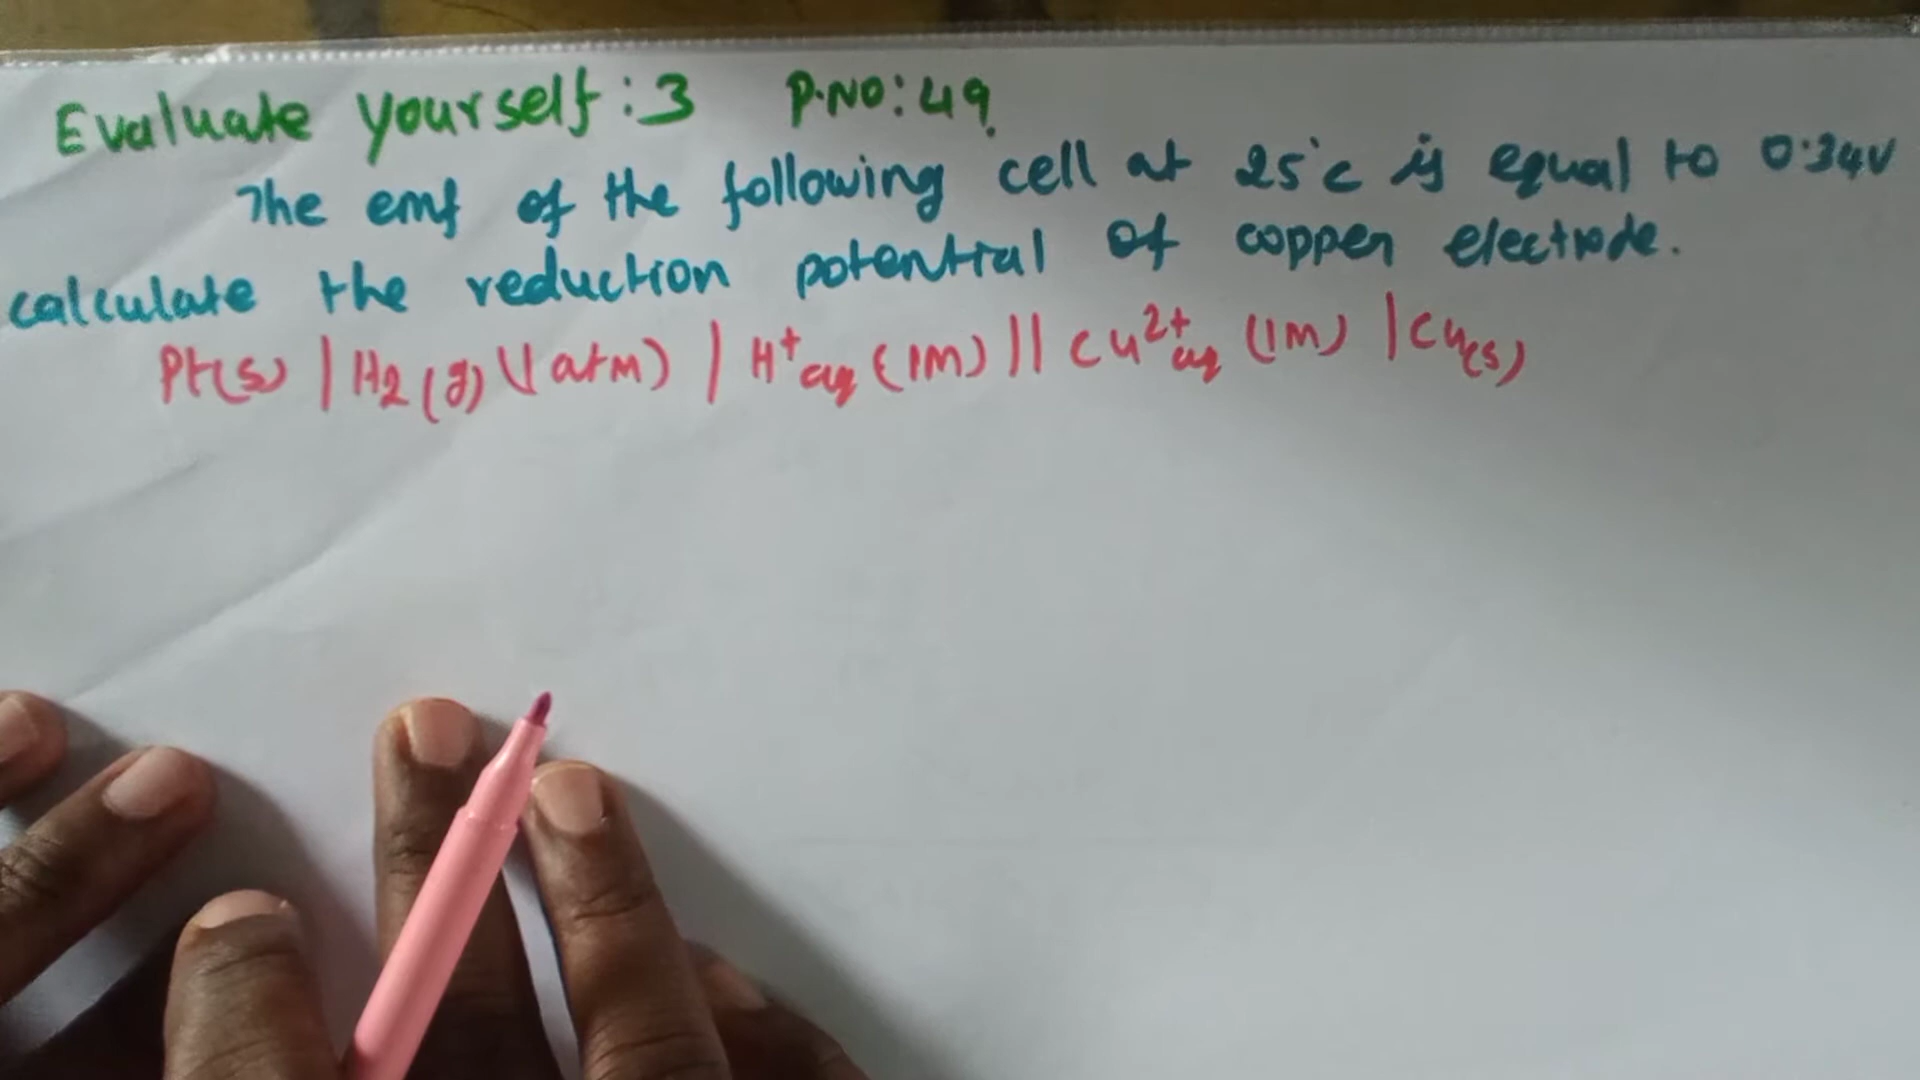 Evaluate yourself: 3 P.NO: 49.
The emf of the following cell at 25°c is equal to 0.34V
calculate the reduction potential of copper electrode.
Pt(s) | H₂(g) (1 atm) | H⁺aq (1M) || Cu²⁺aq (1M) | Cu(s)